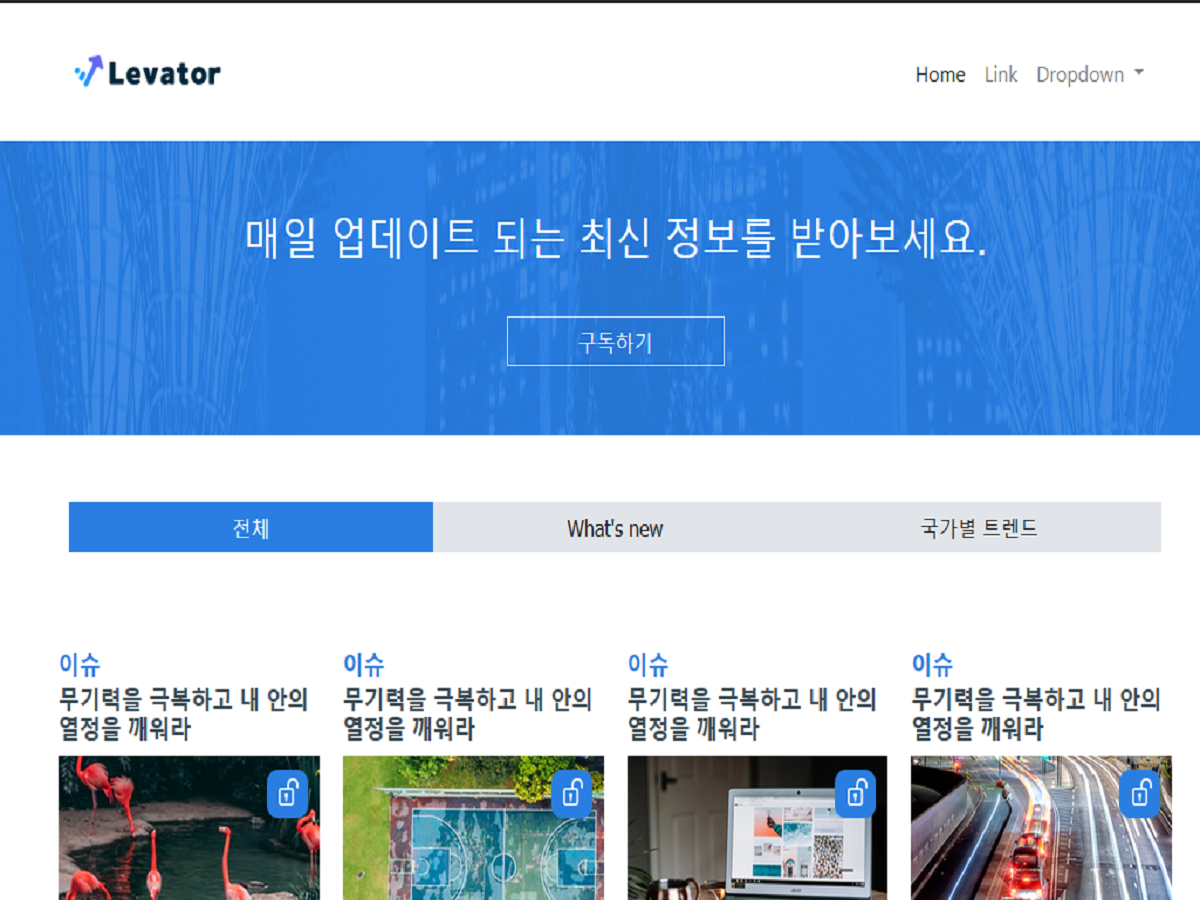 Levator
Home Link Dropdown
매일 업데이트 되는 최신 정보를 받아보세요.
구독하기
전체 What's new 국가별 트렌드
이슈
무기력을 극복하고 내 안의
열정을 깨워라
이슈
무기력을 극복하고 내 안의
열정을 깨워라
이슈
무기력을 극복하고 내 안의
열정을 깨워라
이슈
무기력을 극복하고 내 안의
열정을 깨워라
acer